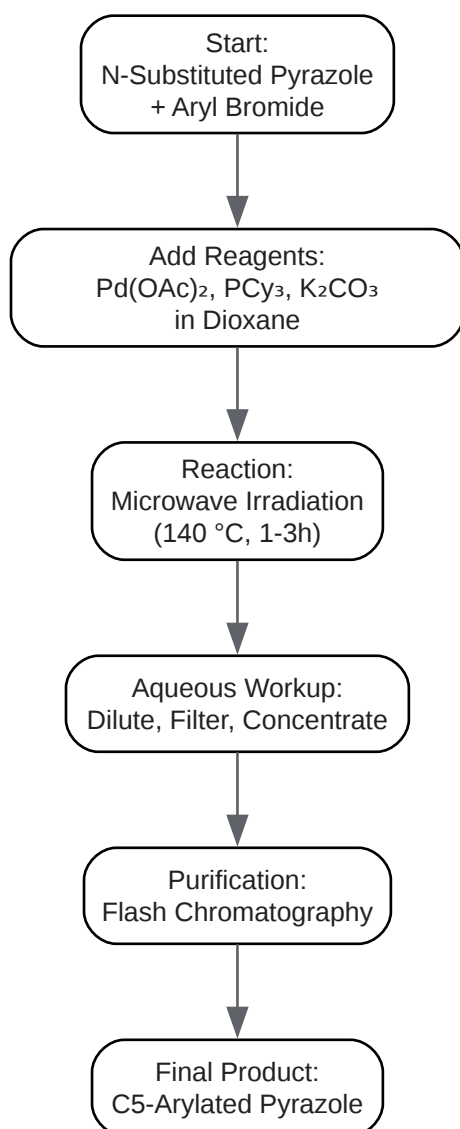 Start:
N-Substituted Pyrazole
+ Aryl Bromide
Add Reagents:
Pd(OAc)₂, PCy₃, K₂CO₃
in Dioxane
Reaction:
Microwave Irradiation
(140 °C, 1-3h)
Aqueous Workup:
Dilute, Filter, Concentrate
Purification:
Flash Chromatography
Final Product:
C5-Arylated Pyrazole